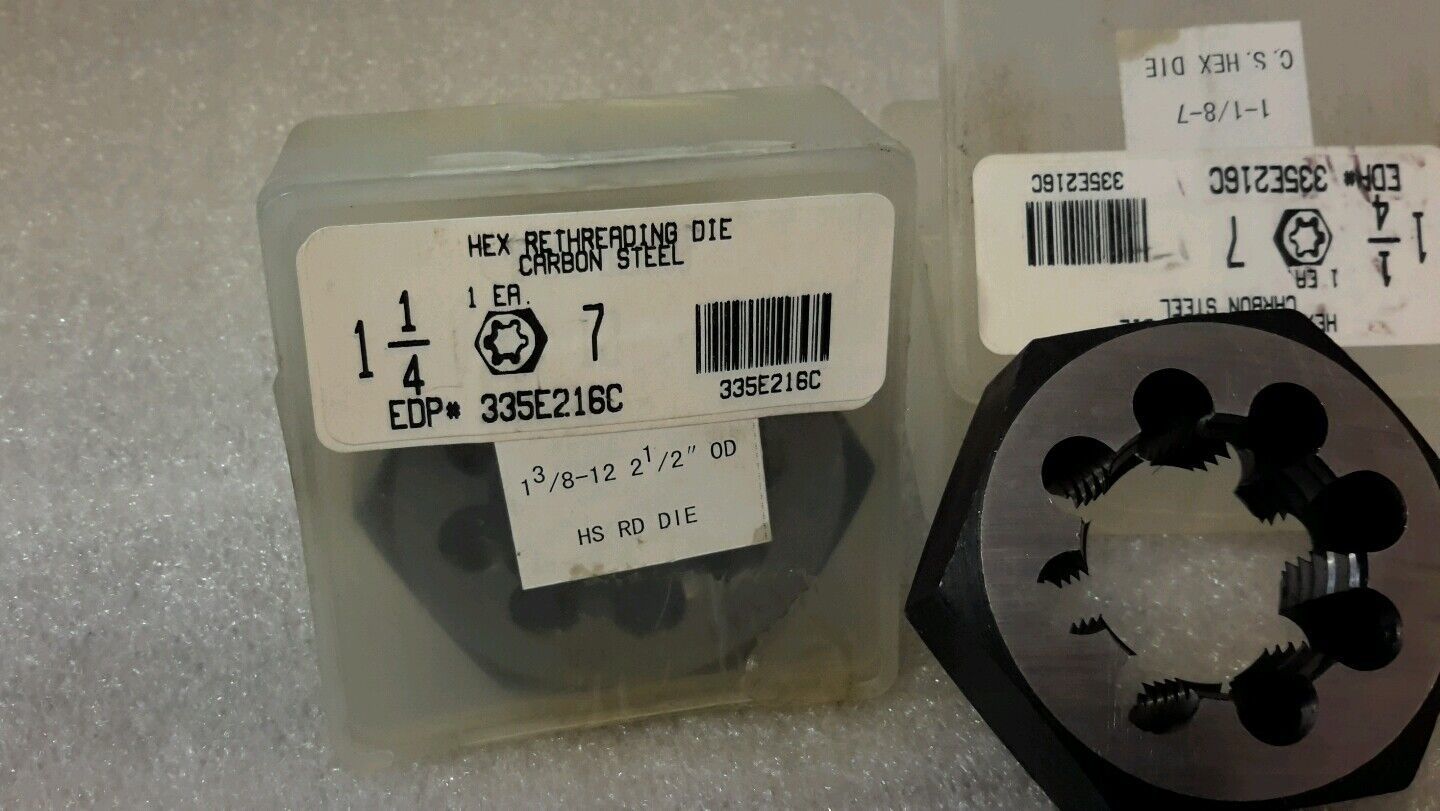 HEX RETHREADING DIE
CARBON STEEL
1 EA.
1 1/4 7
335E216C
EDP# 335E216C
1 3/8-12 2 1/2" OD
HS RD DIE
C.S. HEX DIE
1-1/8-7
CARBON STEEL
1 EA.
1 1/4 7
EDP# 335E216C
335E216C